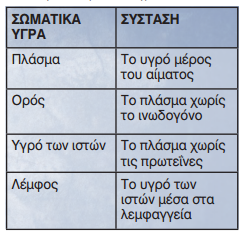 ΣΩΜΑΤΙΚΑ ΣΥΣΤΑΣΗ
ΥΓΡΑ
Πλάσμα Το υγρό μέρος
του αίματος
Ορός Το πλάσμα χωρίς
το ινωδογόνο
Υγρό των ιστών Το πλάσμα χωρίς
τις πρωτεΐνες
Λέμφος Το υγρό των
ιστών μέσα στα
λεμφαγγεία